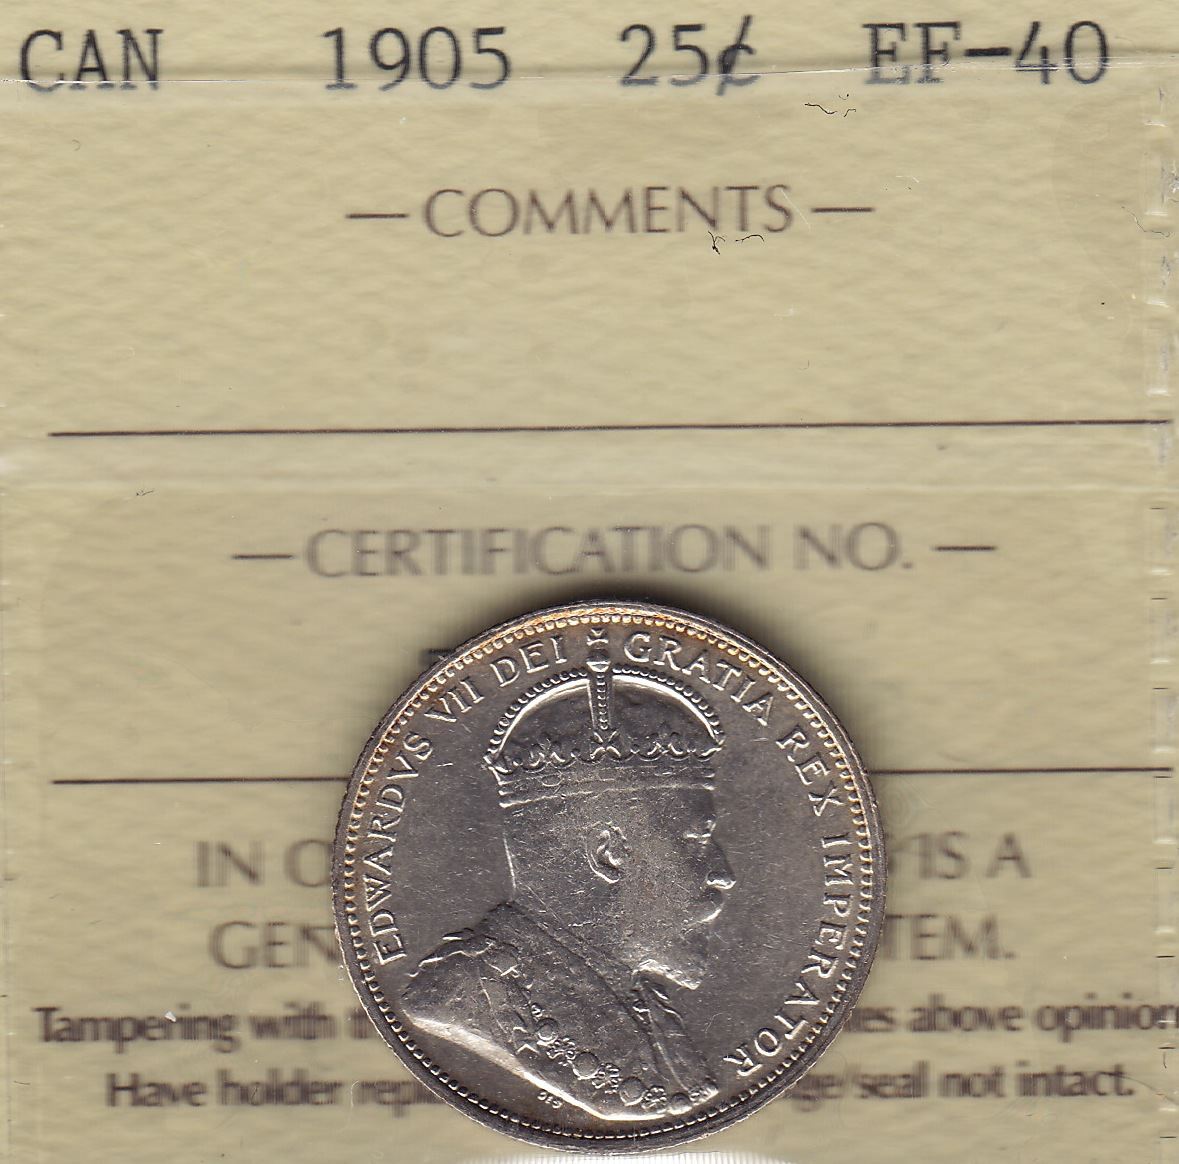 CAN 1905 25¢ EF-40
— COMMENTS —
— CERTIFICATION NO. —
EDWARDVS VII DEI GRATIA REX IMPERATOR
IN O IS A
GEN TEM.
Tampering with t es above opinion
Have holder rep ge/seal not intact.